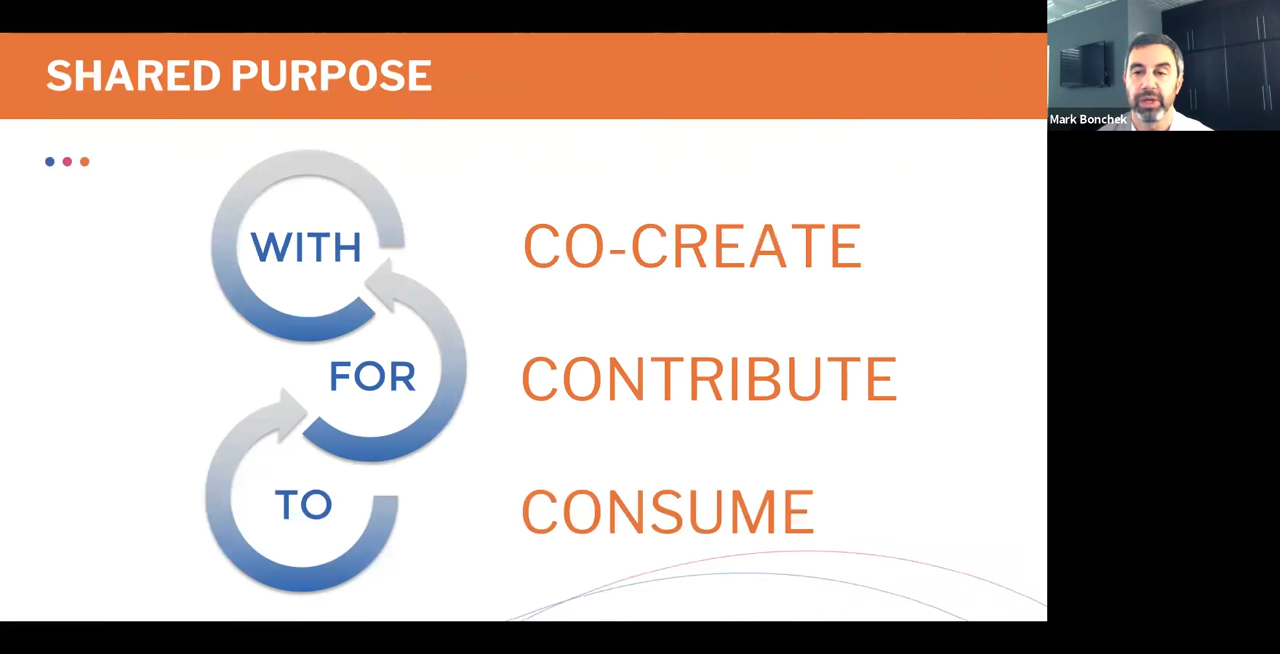 SHARED PURPOSE
Mark Bonchek
WITH
CO-CREATE
FOR
CONTRIBUTE
TO
CONSUME